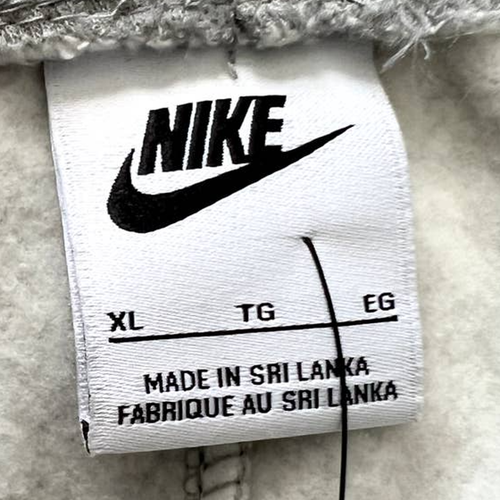 NIKE
XL TG EG
MADE IN SRI LANKA
FABRIQUE AU SRI LANKA